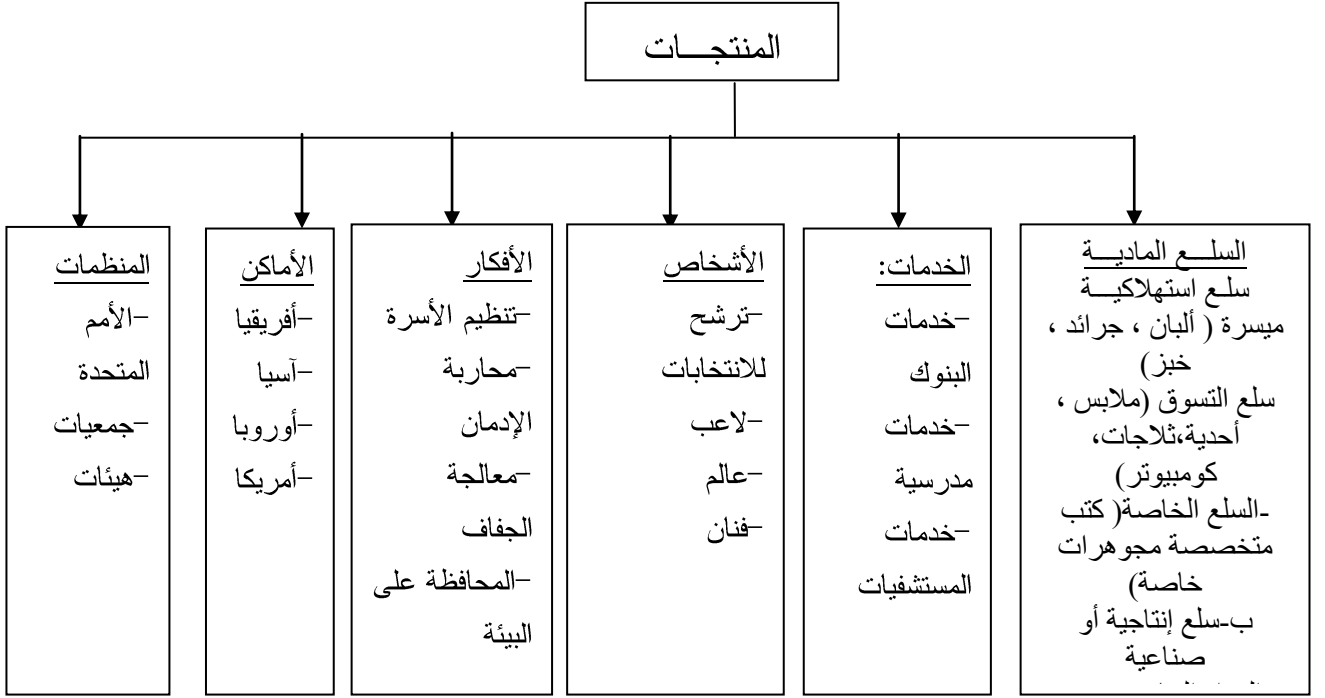 المنتجـــات
السلـــع الماديـــة
سلـع استهلاكيـــة
ميسرة ( ألبان ، جرائد ،
خبز)
سلع التسوق (ملابس ،
أحدية،ثلاجات،
كومبيوتر)
-السلع الخاصة( كتب
متخصصة مجوهرات
خاصة)
ب-سلع إنتاجية أو
صناعية
الخدمات:
-خدمات
البنوك
-خدمات
مدرسية
-خدمات
المستشفيات
الأشخاص
-ترشح
للانتخابات
-لاعب
-عالم
-فنان
الأفكار
-تنظيم الأسرة
-محاربة
الإدمان
-معالجة
الجفاف
-المحافظة على
البيئة
الأماكن
-أفريقيا
-آسيا
-أوروبا
-أمريكا
المنظمات
-الأمم
المتحدة
-جمعيات
-هيئات